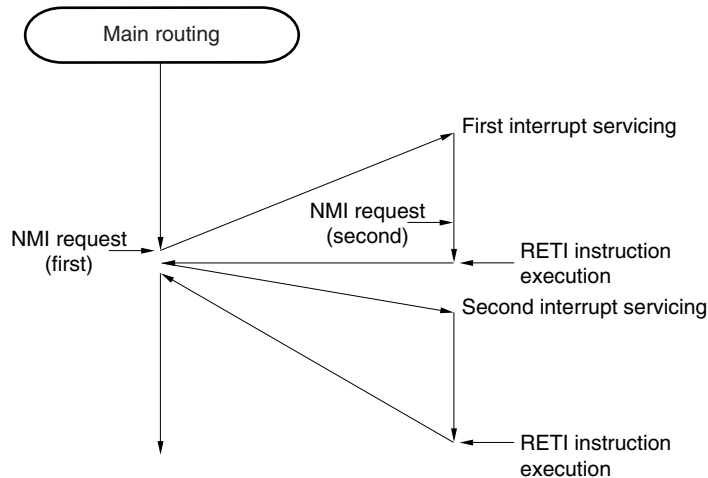 Main routing
First interrupt servicing
NMI request
(second)
NMI request
(first)
RETI instruction
execution
Second interrupt servicing
RETI instruction
execution